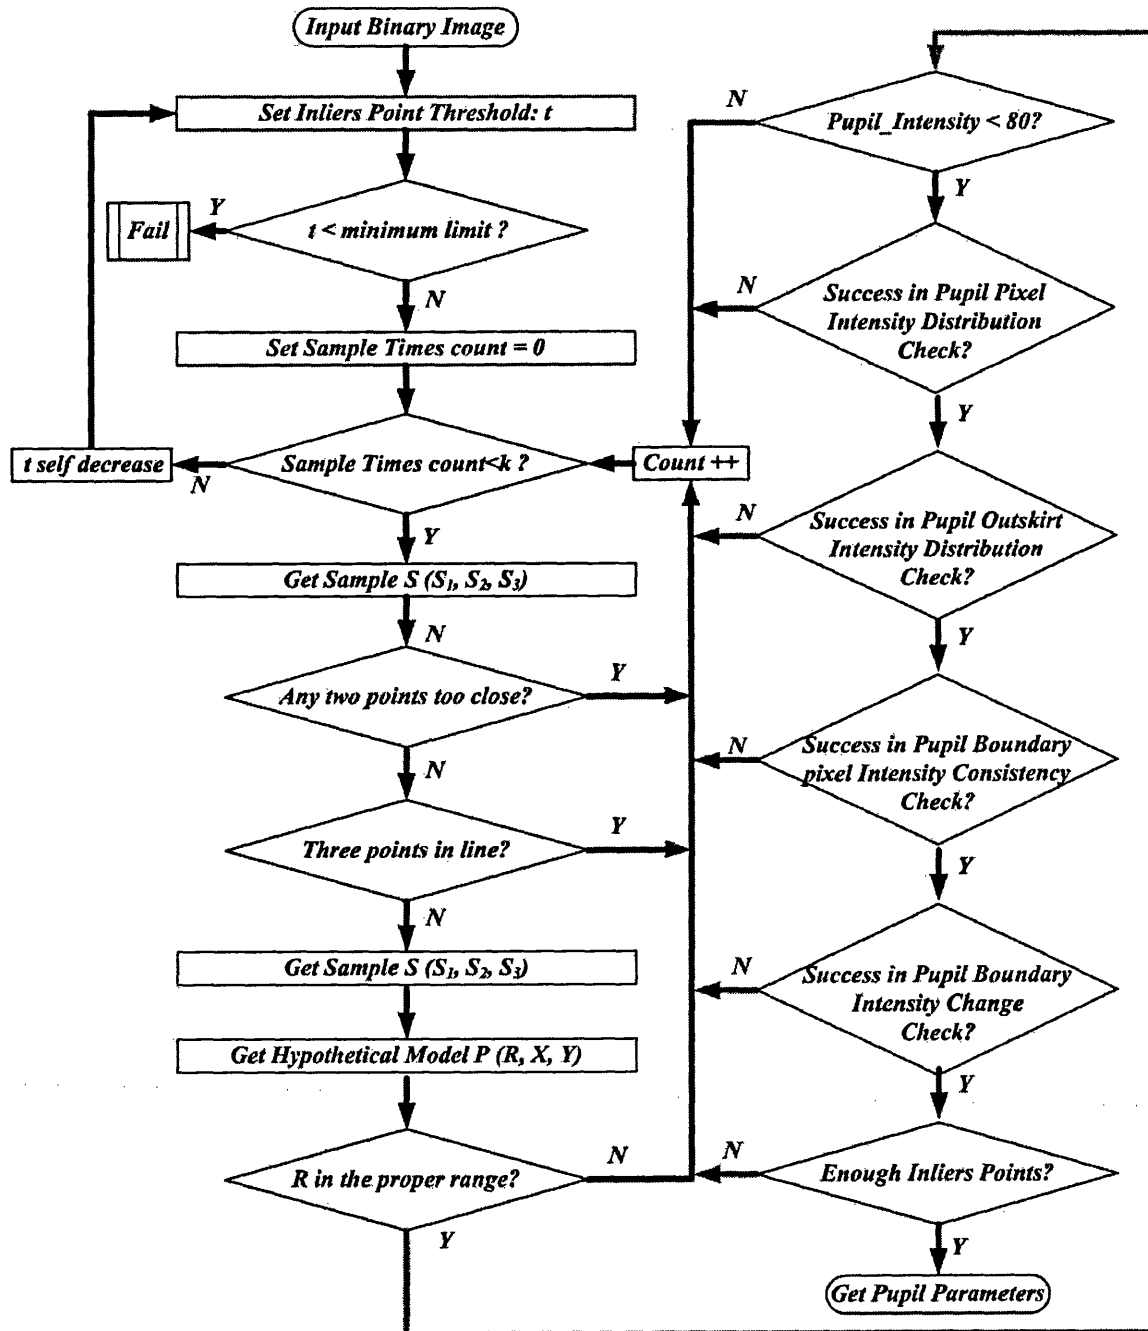 Input Binary Image
Set Inliers Point Threshold: t
t < minimum limit ?
Y
Fail
N
Set Sample Times count = 0
Sample Times count<k ?
N
t self decrease
Count ++
Y
Get Sample S (S1, S2, S3)
N
Any two points too close?
Y
N
Three points in line?
Y
N
Get Sample S (S1, S2, S3)
Get Hypothetical Model P (R, X, Y)
R in the proper range?
N
Y
Pupil_Intensity < 80?
N
Y
Success in Pupil Pixel
Intensity Distribution
Check?
N
Y
Success in Pupil Outskirt
Intensity Distribution
Check?
N
Y
Success in Pupil Boundary
pixel Intensity Consistency
Check?
N
Y
Success in Pupil Boundary
Intensity Change
Check?
N
Y
Enough Inliers Points?
N
Y
Get Pupil Parameters